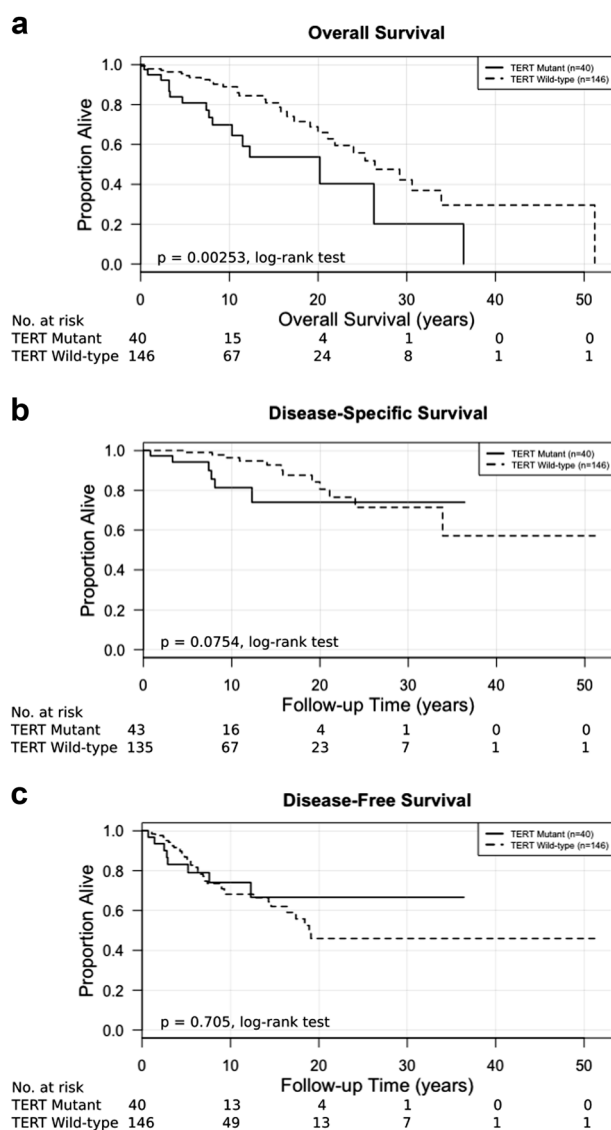 a
Overall Survival
TERT Mutant (n=40)
TERT Wild-type (n=146)
Proportion Alive
1.0
0.8
0.6
0.4
0.2
0.0
p = 0.00253, log-rank test
0 10 20 30 40 50
Overall Survival (years)
No. at risk
TERT Mutant 40 15 4 1 0 0
TERT Wild-type 146 67 24 8 1 1
b
Disease-Specific Survival
TERT Mutant (n=40)
TERT Wild-type (n=146)
Proportion Alive
1.0
0.8
0.6
0.4
0.2
0.0
p = 0.0754, log-rank test
0 10 20 30 40 50
Follow-up Time (years)
No. at risk
TERT Mutant 43 16 4 1 0 0
TERT Wild-type 135 67 23 7 1 1
c
Disease-Free Survival
TERT Mutant (n=40)
TERT Wild-type (n=146)
Proportion Alive
1.0
0.8
0.6
0.4
0.2
0.0
p = 0.705, log-rank test
0 10 20 30 40 50
Follow-up Time (years)
No. at risk
TERT Mutant 40 13 4 1 0 0
TERT Wild-type 146 49 13 7 1 1